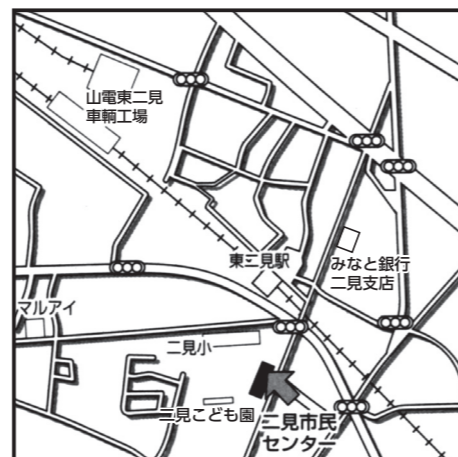 山電東二見
車輌工場
東二見駅
みなと銀行
二見支店
マルアイ
二見小
二見こども園
二見市民
センター